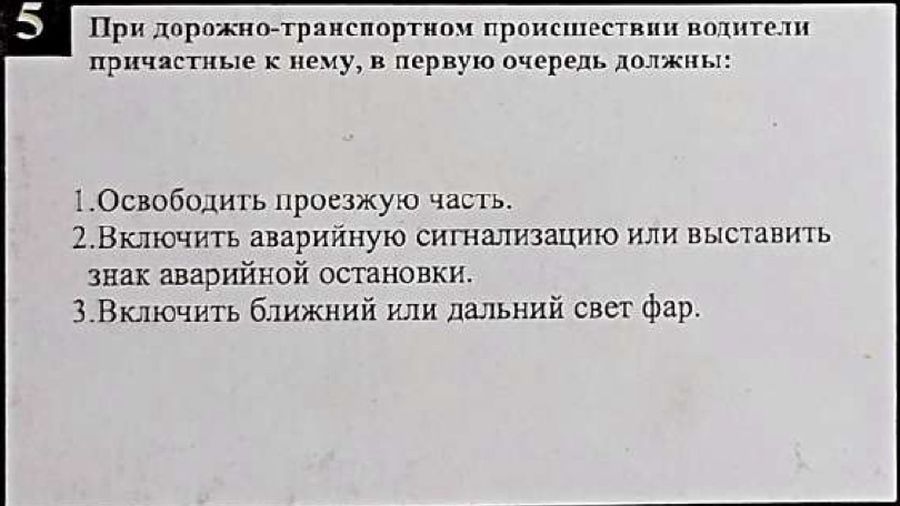 5
При дорожно-транспортном происшествии водители
причастные к нему, в первую очередь должны:
1.Освободить проезжую часть.
2.Включить аварийную сигнализацию или выставить
знак аварийной остановки.
3.Включить ближний или дальний свет фар.